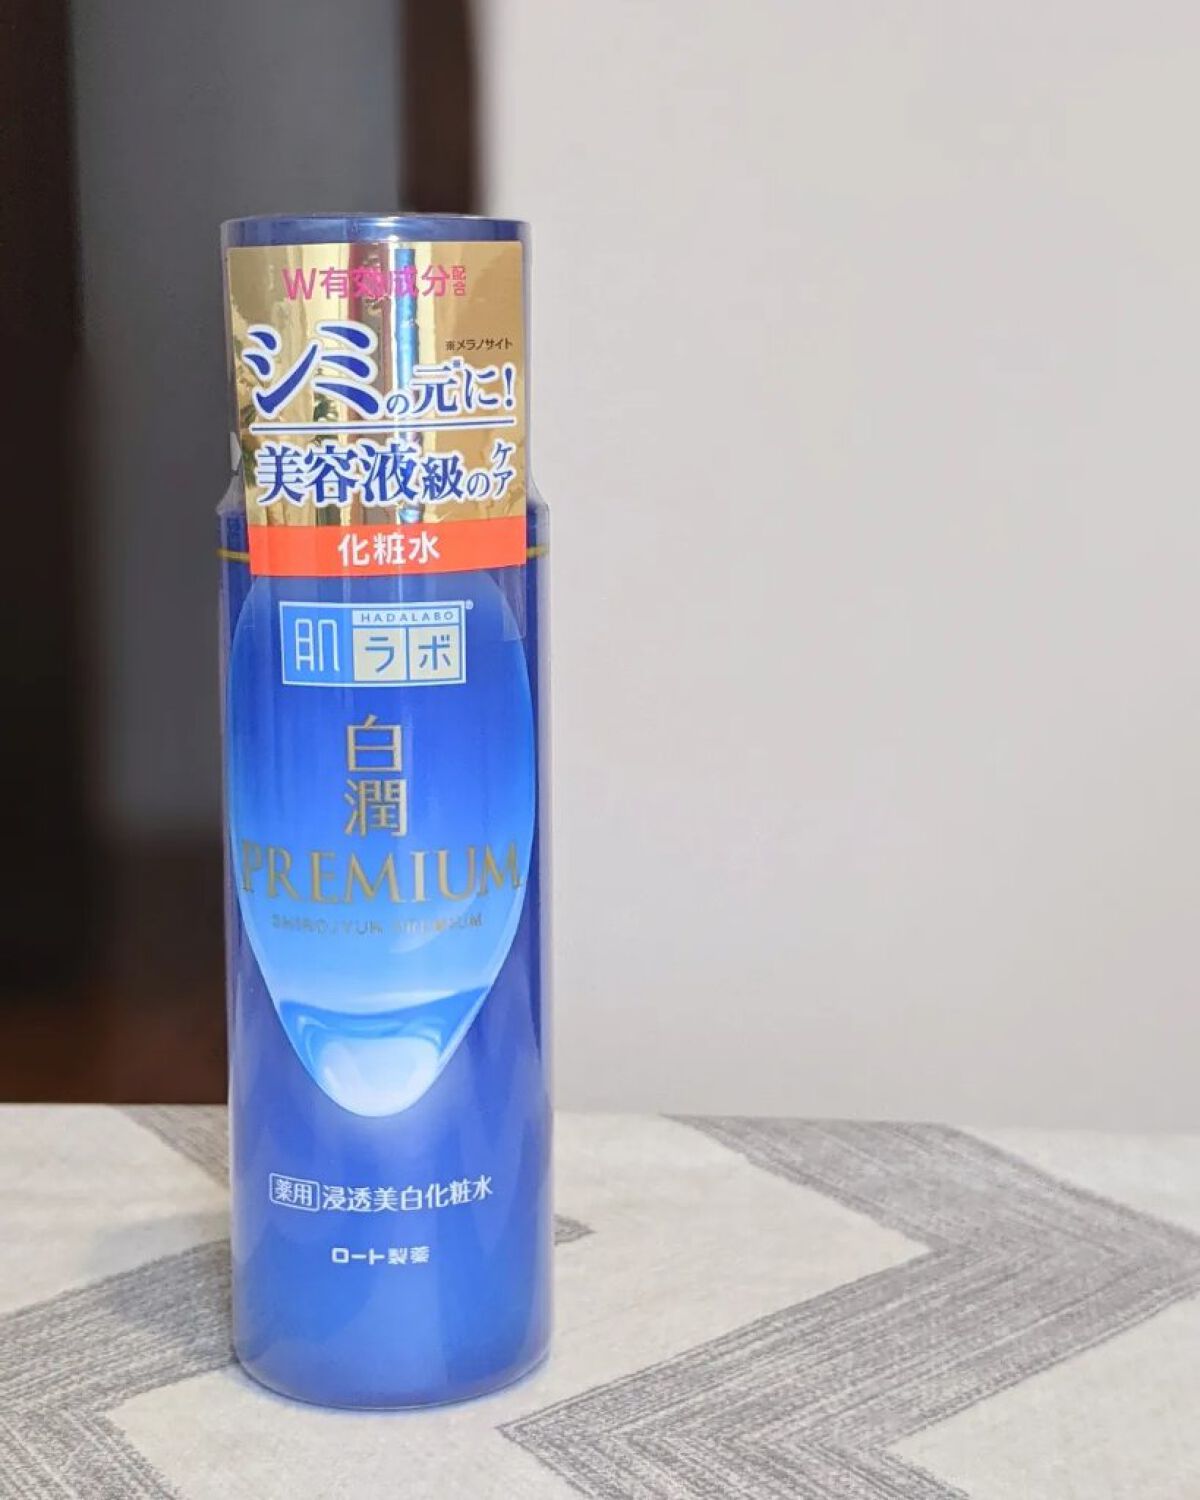 W有効成分配合
※メラノサイト
シミの元※に!
美容液級のケア
化粧水
HADALABO®
肌ラボ
白潤
PREMIUM
SHIROJYUN PREMIUM
薬用 浸透美白化粧水
ロート製薬